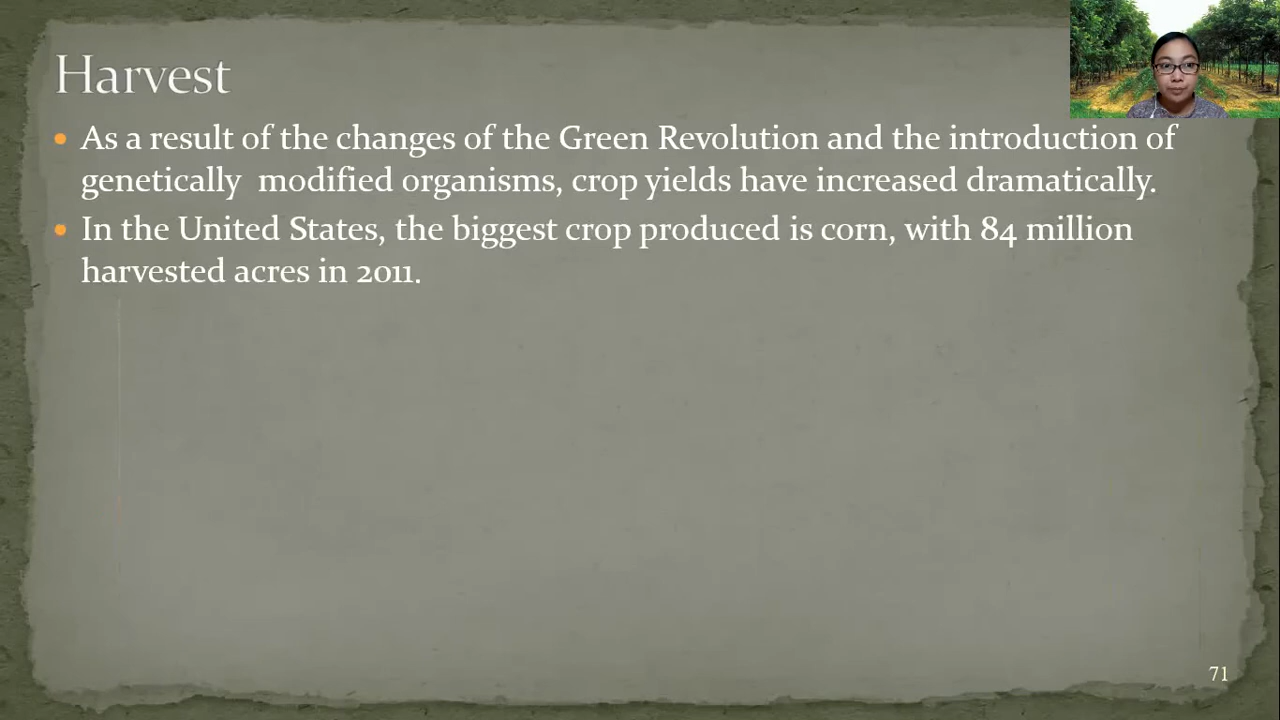 Harvest
As a result of the changes of the Green Revolution and the introduction of
genetically  modified organisms, crop yields have increased dramatically.
In the United States, the biggest crop produced is corn, with 84 million
harvested acres in 2011.
71